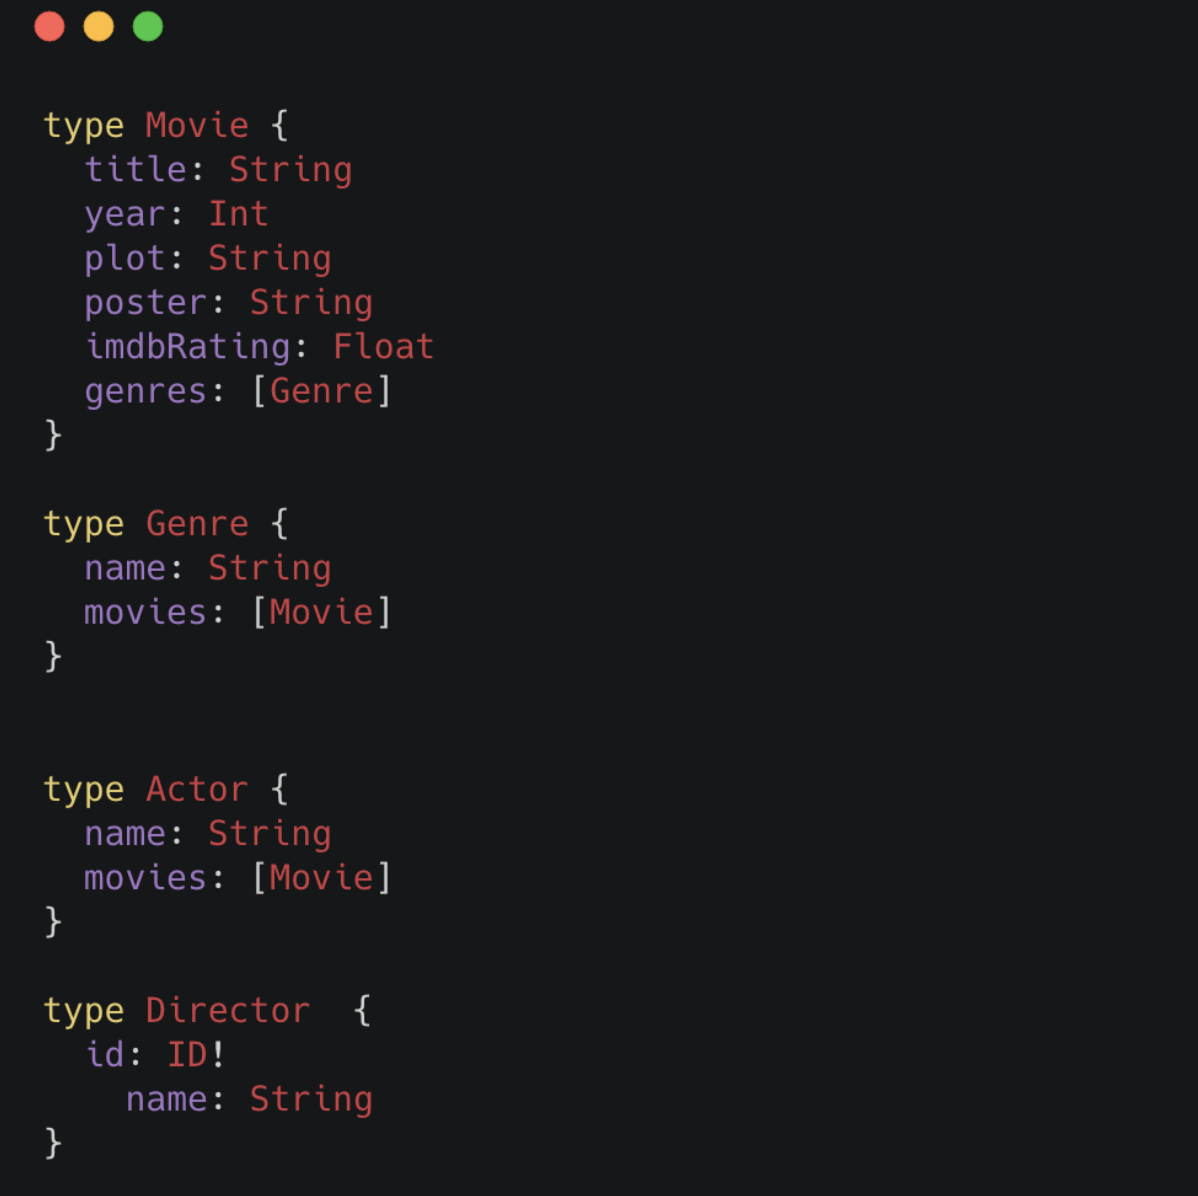 type Movie {
  title: String
  year: Int
  plot: String
  poster: String
  imdbRating: Float
  genres: [Genre]
}
type Genre {
  name: String
  movies: [Movie]
}
type Actor {
  name: String
  movies: [Movie]
}
type Director  {
  id: ID!
    name: String
}